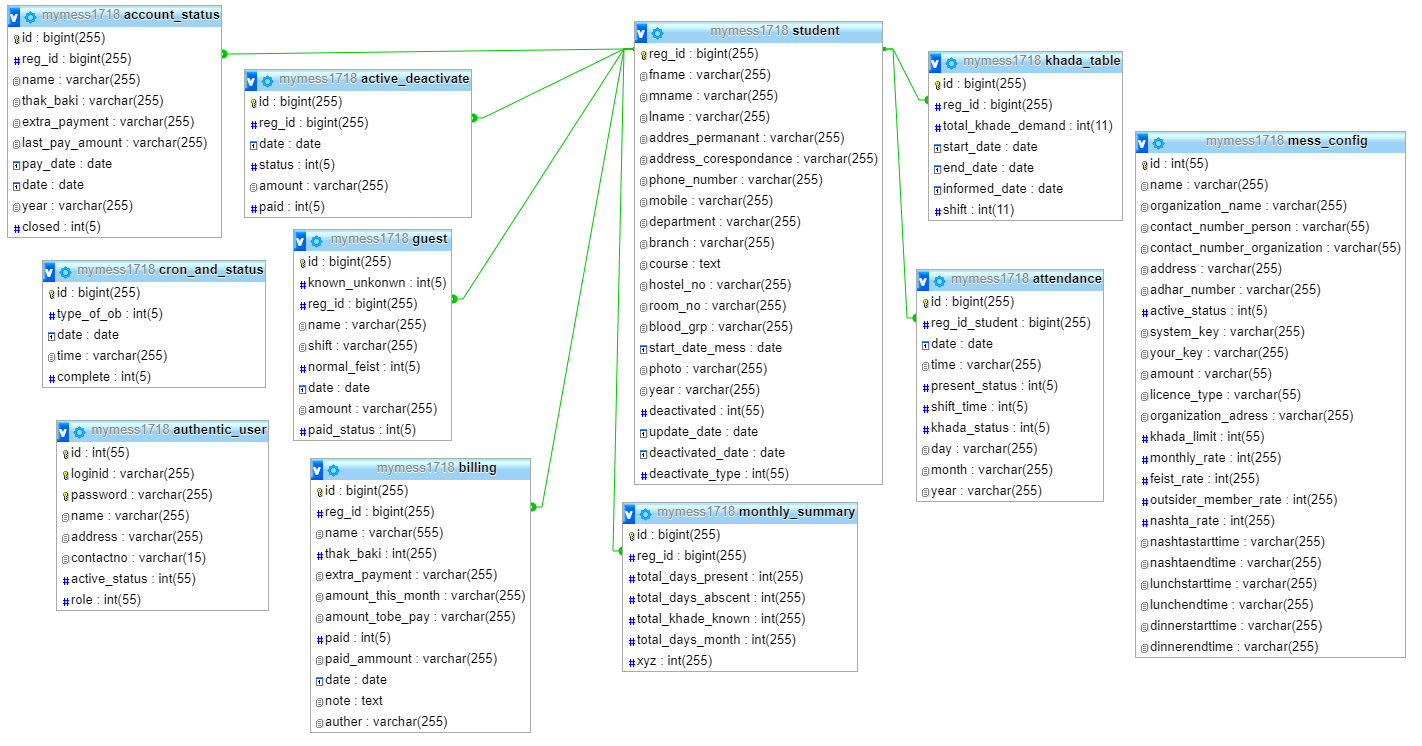 mymess1718 account_status
id : bigint(255)
reg_id : bigint(255)
name : varchar(255)
thak_baki : varchar(255)
extra_payment : varchar(255)
last_pay_amount : varchar(255)
pay_date : date
date : date
year : varchar(255)
closed : int(5)
mymess1718 active_deactivate
id : bigint(255)
reg_id : bigint(255)
date : date
status : int(5)
amount : varchar(255)
paid : int(5)
mymess1718 guest
id : bigint(255)
known_unkonwn : int(5)
reg_id : bigint(255)
name : varchar(255)
shift : varchar(255)
normal_feist : int(5)
date : date
amount : varchar(255)
paid_status : int(5)
mymess1718 cron_and_status
id : bigint(255)
type_of_ob : int(5)
date : date
time : varchar(255)
complete : int(5)
mymess1718 authentic_user
id : int(55)
loginid : varchar(255)
password : varchar(255)
name : varchar(255)
address : varchar(255)
contactno : varchar(15)
active_status : int(55)
role : int(55)
mymess1718 billing
id : bigint(255)
reg_id : bigint(255)
name : varchar(555)
thak_baki : int(255)
extra_payment : varchar(255)
amount_this_month : varchar(255)
amount_tobe_pay : varchar(255)
paid : int(5)
paid_ammount : varchar(255)
date : date
note : text
auther : varchar(255)
mymess1718 student
reg_id : bigint(255)
fname : varchar(255)
mname : varchar(255)
lname : varchar(255)
addres_permanant : varchar(255)
address_corespondance : varchar(255)
phone_number : varchar(255)
mobile : varchar(255)
department : varchar(255)
branch : varchar(255)
course : text
hostel_no : varchar(255)
room_no : varchar(255)
blood_grp : varchar(255)
start_date_mess : date
photo : varchar(255)
year : varchar(255)
deactivated : int(55)
update_date : date
deactivated_date : date
deactivate_type : int(55)
mymess1718 monthly_summary
id : bigint(255)
reg_id : bigint(255)
total_days_present : int(255)
total_days_abscent : int(255)
total_khade_known : int(255)
total_days_month : int(255)
xyz : int(255)
mymess1718 khada_table
id : bigint(255)
reg_id : bigint(255)
total_khade_demand : int(11)
start_date : date
end_date : date
informed_date : date
shift : int(11)
mymess1718 attendance
id : bigint(255)
reg_id_student : bigint(255)
date : date
time : varchar(255)
present_status : int(5)
shift_time : int(5)
khada_status : int(5)
day : varchar(255)
month : varchar(255)
year : varchar(255)
mymess1718 mess_config
id : int(55)
name : varchar(255)
organization_name : varchar(255)
contact_number_person : varchar(55)
contact_number_organization : varchar(55)
address : varchar(255)
adhar_number : varchar(255)
active_status : int(5)
system_key : varchar(255)
your_key : varchar(255)
amount : varchar(55)
licence_type : varchar(55)
organization_adress : varchar(255)
khada_limit : int(55)
monthly_rate : int(255)
feist_rate : int(255)
outsider_member_rate : int(255)
nashta_rate : int(255)
nashtastarttime : varchar(255)
nashtaendtime : varchar(255)
lunchstarttime : varchar(255)
lunchendtime : varchar(255)
dinnerstarttime : varchar(255)
dinnerendtime : varchar(255)